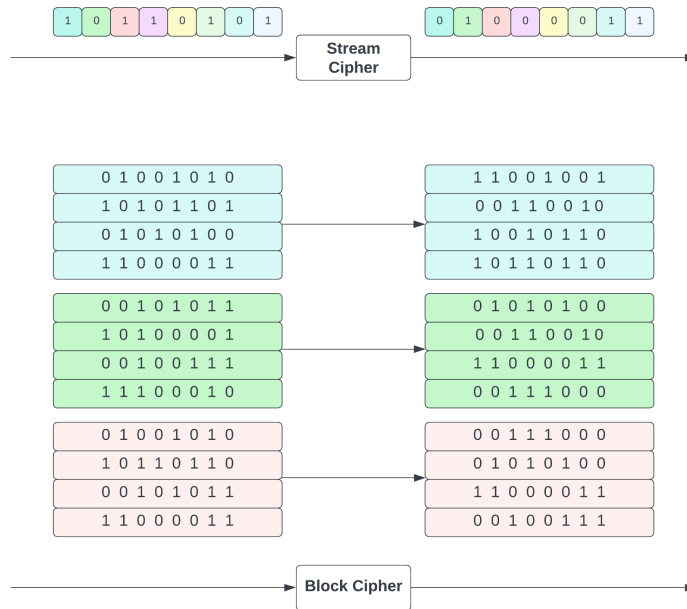 1 0 1 1 0 1 0 1
0 1 0 0 0 0 1 1
Stream
Cipher
0 1 0 0 1 0 1 0
1 1 0 0 1 0 0 1
1 0 1 0 1 1 0 1
0 0 1 1 0 0 1 0
0 1 0 1 0 1 0 0
1 0 0 1 0 1 1 0
1 1 0 0 0 0 1 1
1 0 1 1 0 1 1 0
0 0 1 0 1 0 1 1
0 1 0 1 0 1 0 0
1 0 1 0 0 0 0 1
0 0 1 1 0 0 1 0
0 0 1 0 0 1 1 1
1 1 0 0 0 0 1 1
1 1 1 0 0 0 1 0
0 0 1 1 1 0 0 0
0 1 0 0 1 0 1 0
0 0 1 1 1 0 0 0
1 0 1 1 0 1 1 0
0 1 0 1 0 1 0 0
0 0 1 0 1 0 1 1
1 1 0 0 0 0 1 1
1 1 0 0 0 0 1 1
0 0 1 0 0 1 1 1
Block Cipher